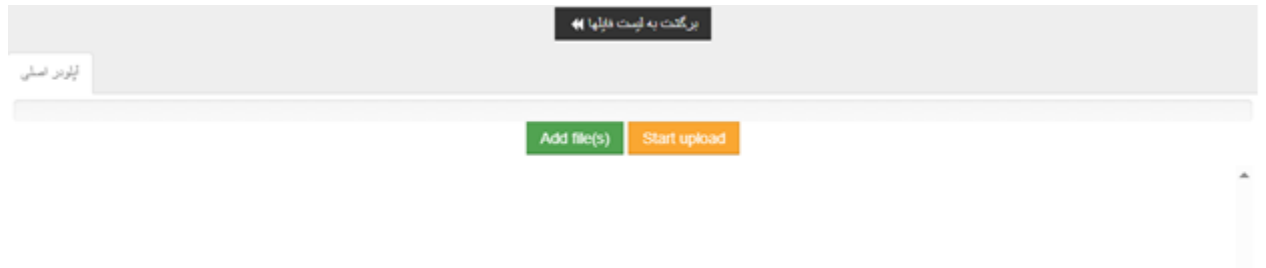 برگشت به لیست فایلها
آپلودر اصلی
Add file(s) Start upload